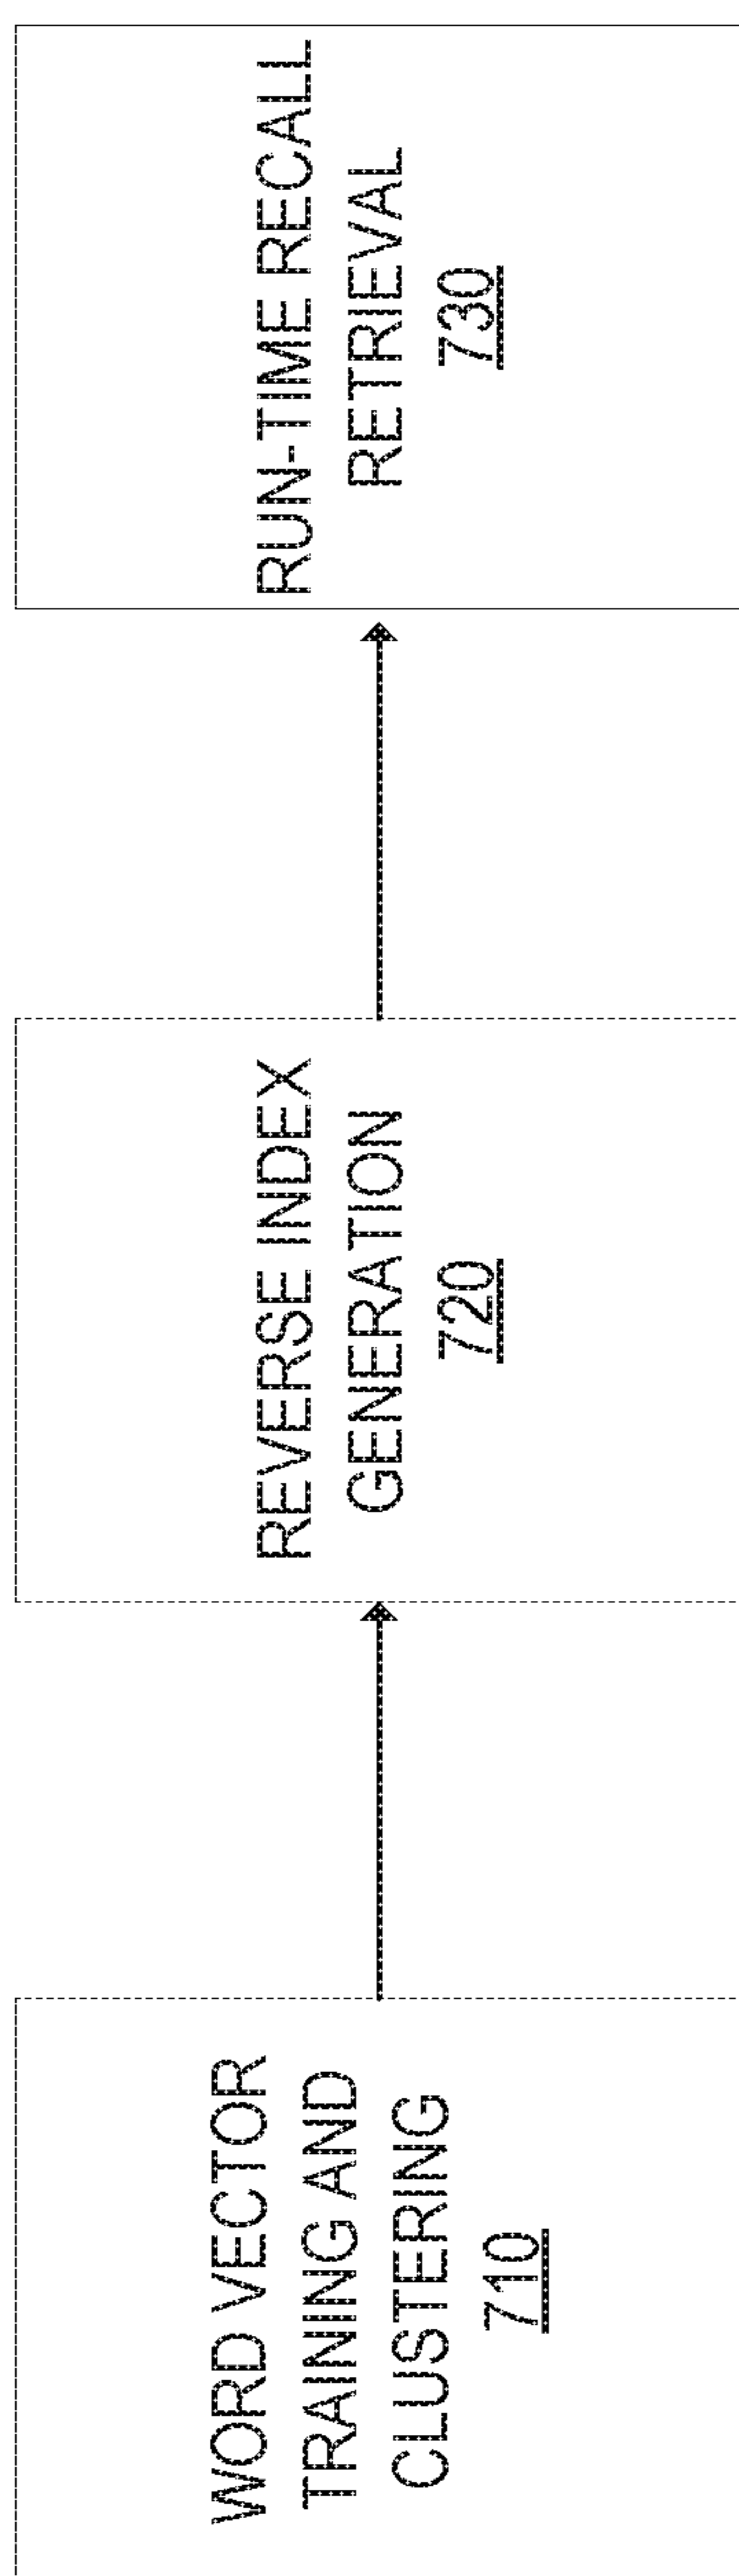 WORD VECTOR
TRAINING AND
CLUSTERING
710
REVERSE INDEX
GENERATION
720
RUN-TIME RECALL
RETRIEVAL
730